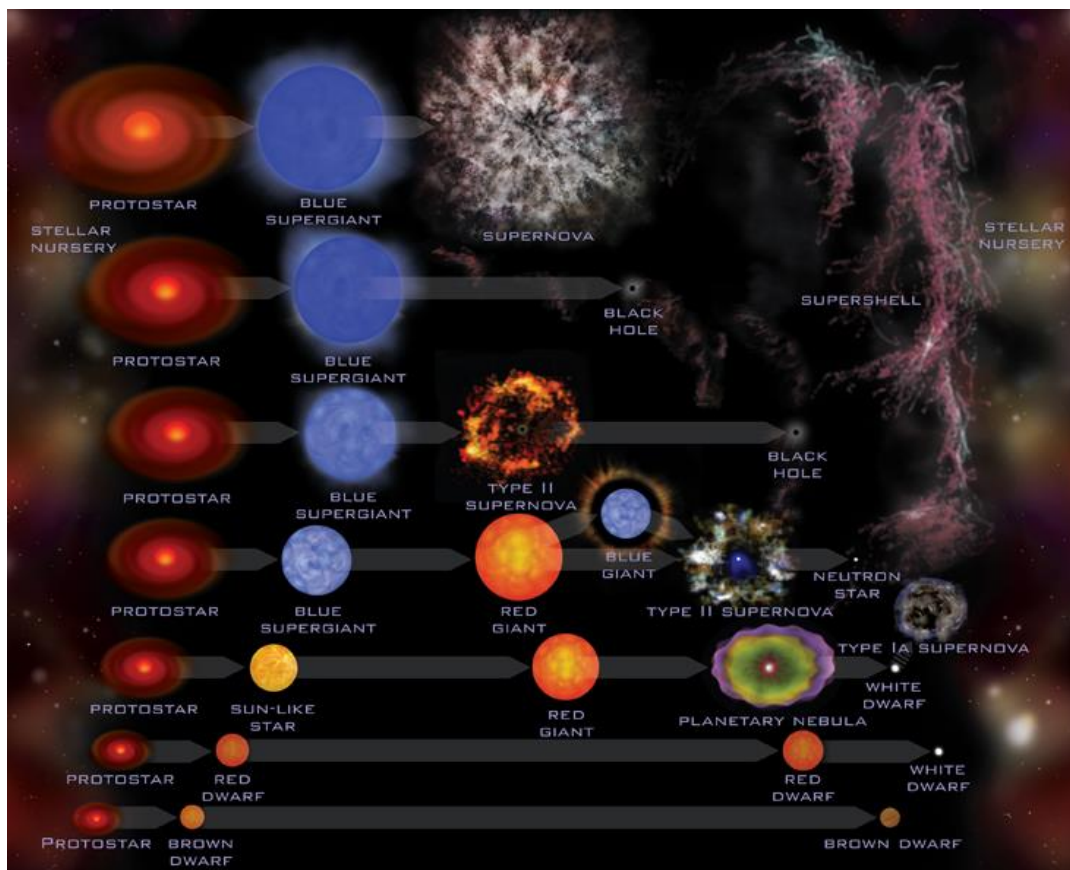 PROTOSTAR
BLUE
SUPERGIANT
SUPERNOVA
STELLAR
NURSERY
STELLAR
NURSERY
SUPERSHELL
PROTOSTAR
BLUE
SUPERGIANT
BLACK
HOLE
PROTOSTAR
BLUE
SUPERGIANT
TYPE II
SUPERNOVA
BLACK
HOLE
PROTOSTAR
BLUE
SUPERGIANT
RED
GIANT
BLUE
GIANT
TYPE II SUPERNOVA
NEUTRON
STAR
TYPE IA SUPERNOVA
PROTOSTAR
SUN-LIKE
STAR
RED
GIANT
PLANETARY NEBULA
WHITE
DWARF
PROTOSTAR
RED
DWARF
RED
DWARF
WHITE
DWARF
PROTOSTAR
BROWN
DWARF
BROWN DWARF